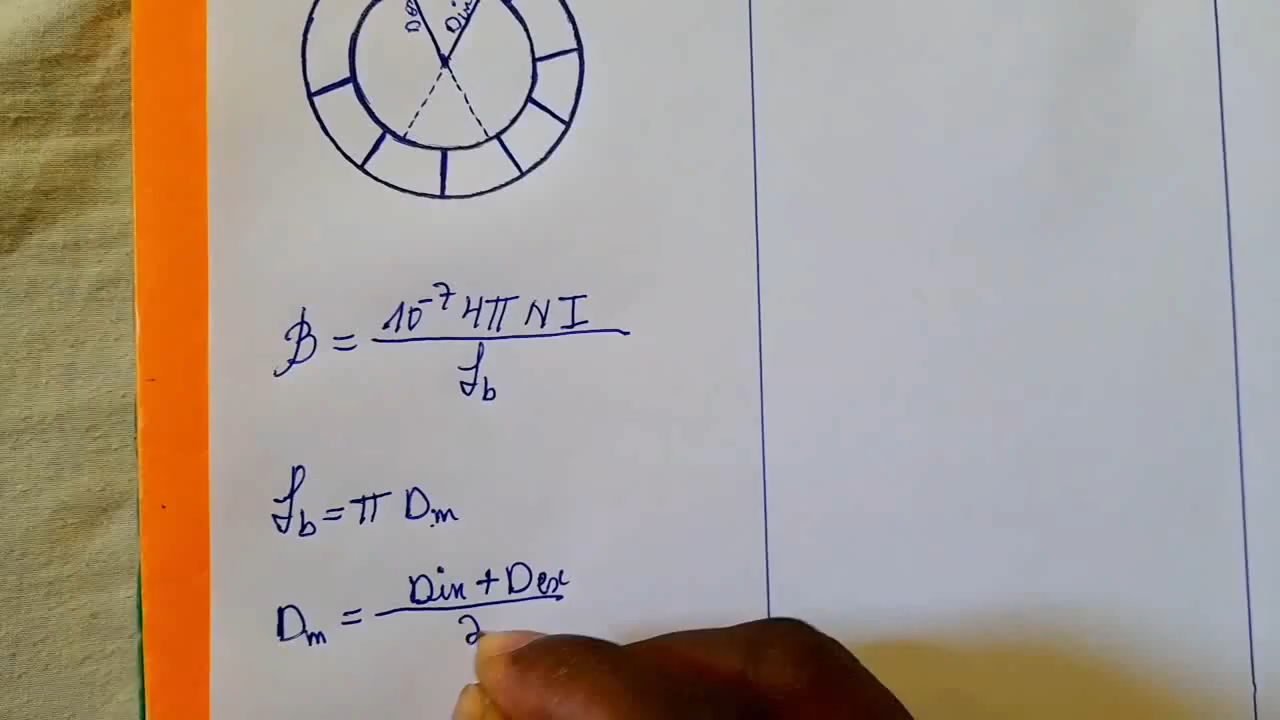 Dex Din
B = 10⁻⁷ 4π N I / ℓb
ℓb = π Dm
Dm = Din + Dex / 2